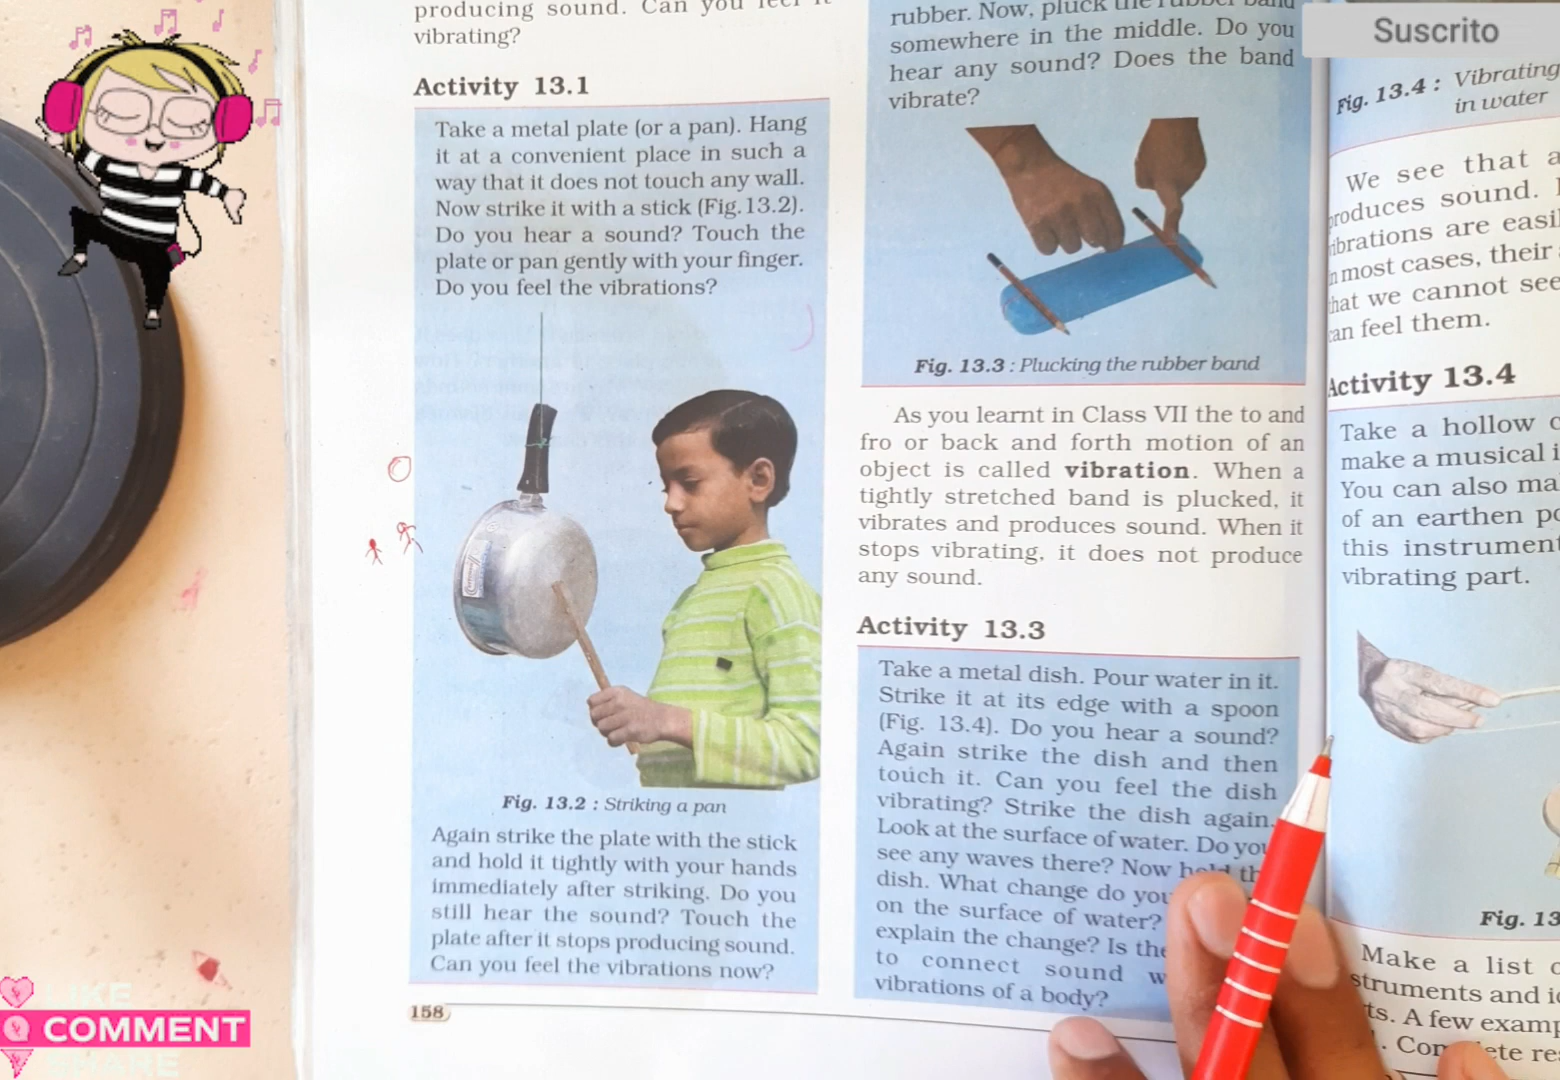 producing sound. Can you feel it
vibrating?
Activity 13.1
Take a metal plate (or a pan). Hang
it at a convenient place in such a
way that it does not touch any wall.
Now strike it with a stick (Fig.13.2).
Do you hear a sound? Touch the
plate or pan gently with your finger.
Do you feel the vibrations?
Fig. 13.2 : Striking a pan
Again strike the plate with the stick
and hold it tightly with your hands
immediately after striking. Do you
still hear the sound? Touch the
plate after it stops producing sound.
Can you feel the vibrations now?
158
rubber. Now, pluck the rubber band
somewhere in the middle. Do you
hear any sound? Does the band
vibrate?
Fig. 13.3 : Plucking the rubber band
As you learnt in Class VII the to and
fro or back and forth motion of an
object is called vibration. When a
tightly stretched band is plucked, it
vibrates and produces sound. When it
stops vibrating, it does not produce
any sound.
Activity 13.3
Take a metal dish. Pour water in it.
Strike it at its edge with a spoon
(Fig. 13.4). Do you hear a sound?
Again strike the dish and then
touch it. Can you feel the dish
vibrating? Strike the dish again.
Look at the surface of water. Do you
see any waves there? Now hold
dish. What change do you
on the surface of water?
explain the change? Is
to connect sound
vibrations of a body?
Suscrito
Fig. 13.4 : Vibrating
in water
We see that a
produces sound.
vibrations are
most cases, their
that we cannot see
can feel them.
Activity 13.4
Take a hollow
make a musical
You can also
of an earthen
this instrument
vibrating part.
Fig. 13
Make a list
struments and
ts. A few
LIKE
COMMENT
SHARE